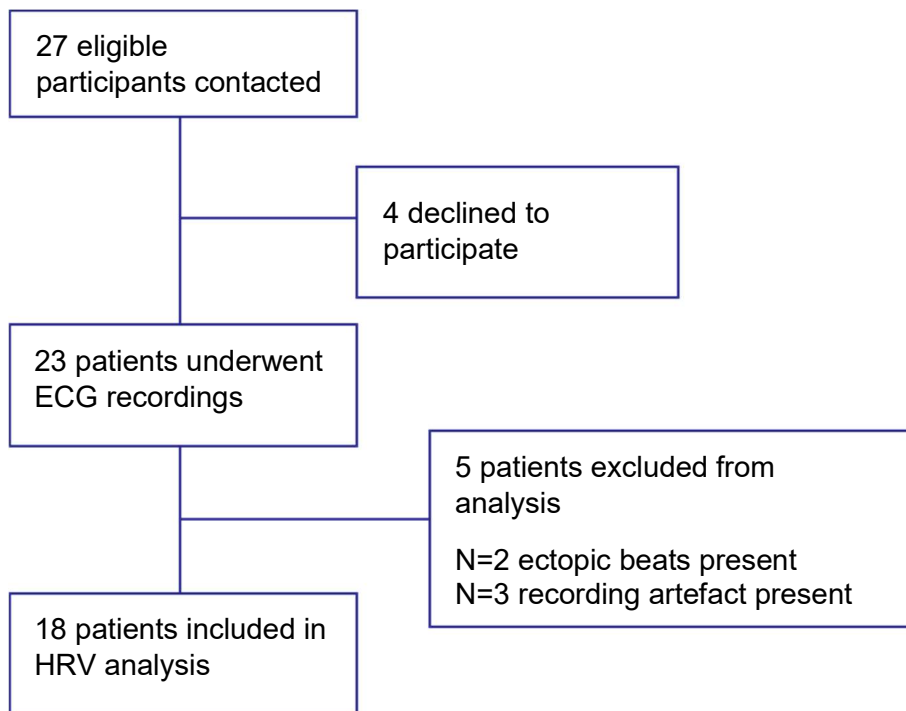 27 eligible
participants contacted
4 declined to
participate
23 patients underwent
ECG recordings
5 patients excluded from
analysis
N=2 ectopic beats present
N=3 recording artefact present
18 patients included in
HRV analysis